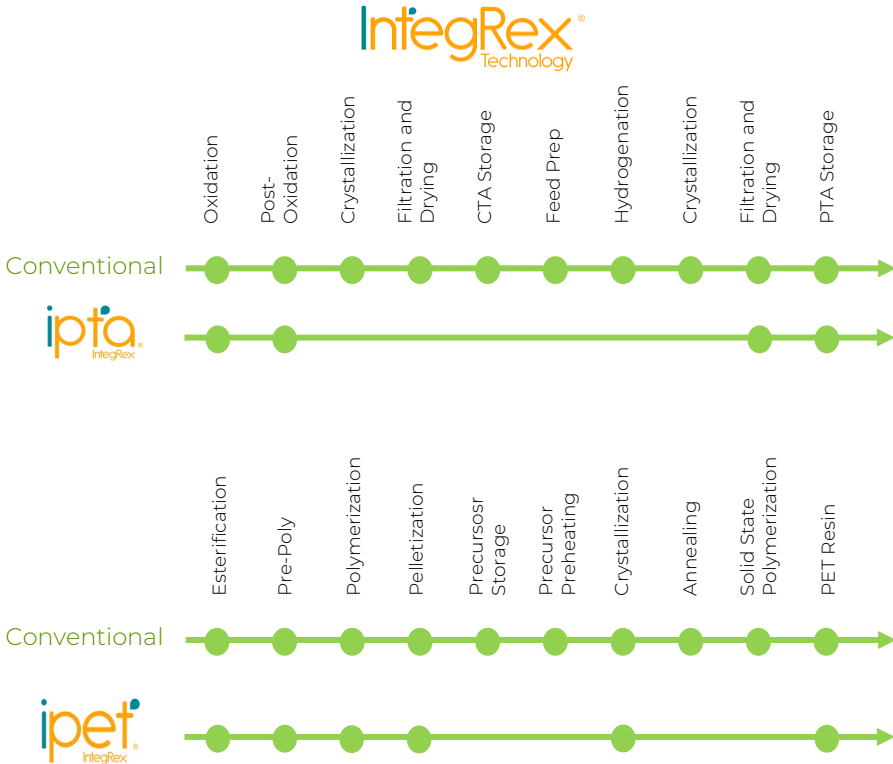 IntegRex®
Technology
Oxidation
Post-
Oxidation
Crystallization
Filtration and
Drying
CTA Storage
Feed Prep
Hydrogenation
Crystallization
Filtration and
Drying
PTA Storage
Conventional
ipta®
IntegRex
Esterification
Pre-Poly
Polymerization
Pelletization
Precursosr
Storage
Precursor
Preheating
Crystallization
Annealing
Solid State
Polymerization
PET Resin
Conventional
ipet®
IntegRex